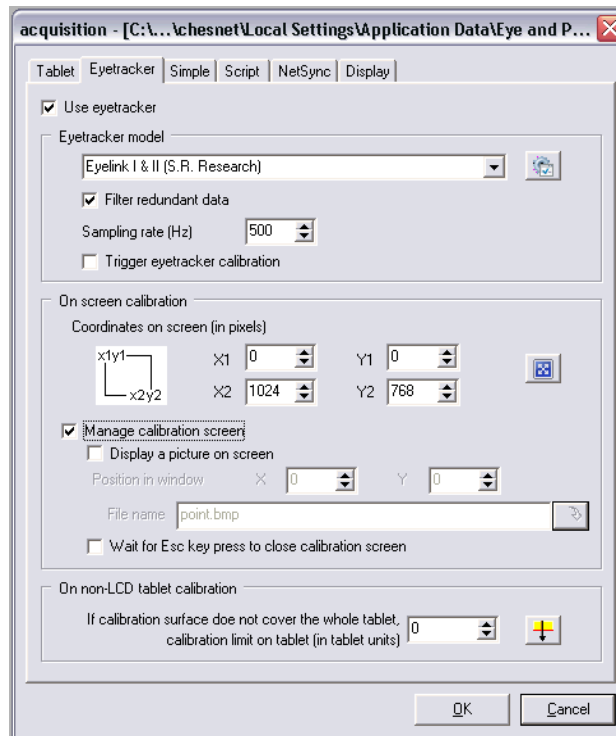 acquisition - [C:\...\chesnet\Local Settings\Application Data\Eye and P...
Tablet Eyetracker Simple Script NetSync Display
Use eyetracker
Eyetracker model
Eyelink I & II (S.R. Research)
Filter redundant data
Sampling rate (Hz) 500
Trigger eyetracker calibration
On screen calibration
Coordinates on screen (in pixels)
x1y1
x2y2
X1 0 Y1 0
X2 1024 Y2 768
Manage calibration screen
Display a picture on screen
Position in window X 0 Y 0
File name point.bmp
Wait for Esc key press to close calibration screen
On non-LCD tablet calibration
If calibration surface doe not cover the whole tablet,
calibration limit on tablet (in tablet units) 0
OK Cancel